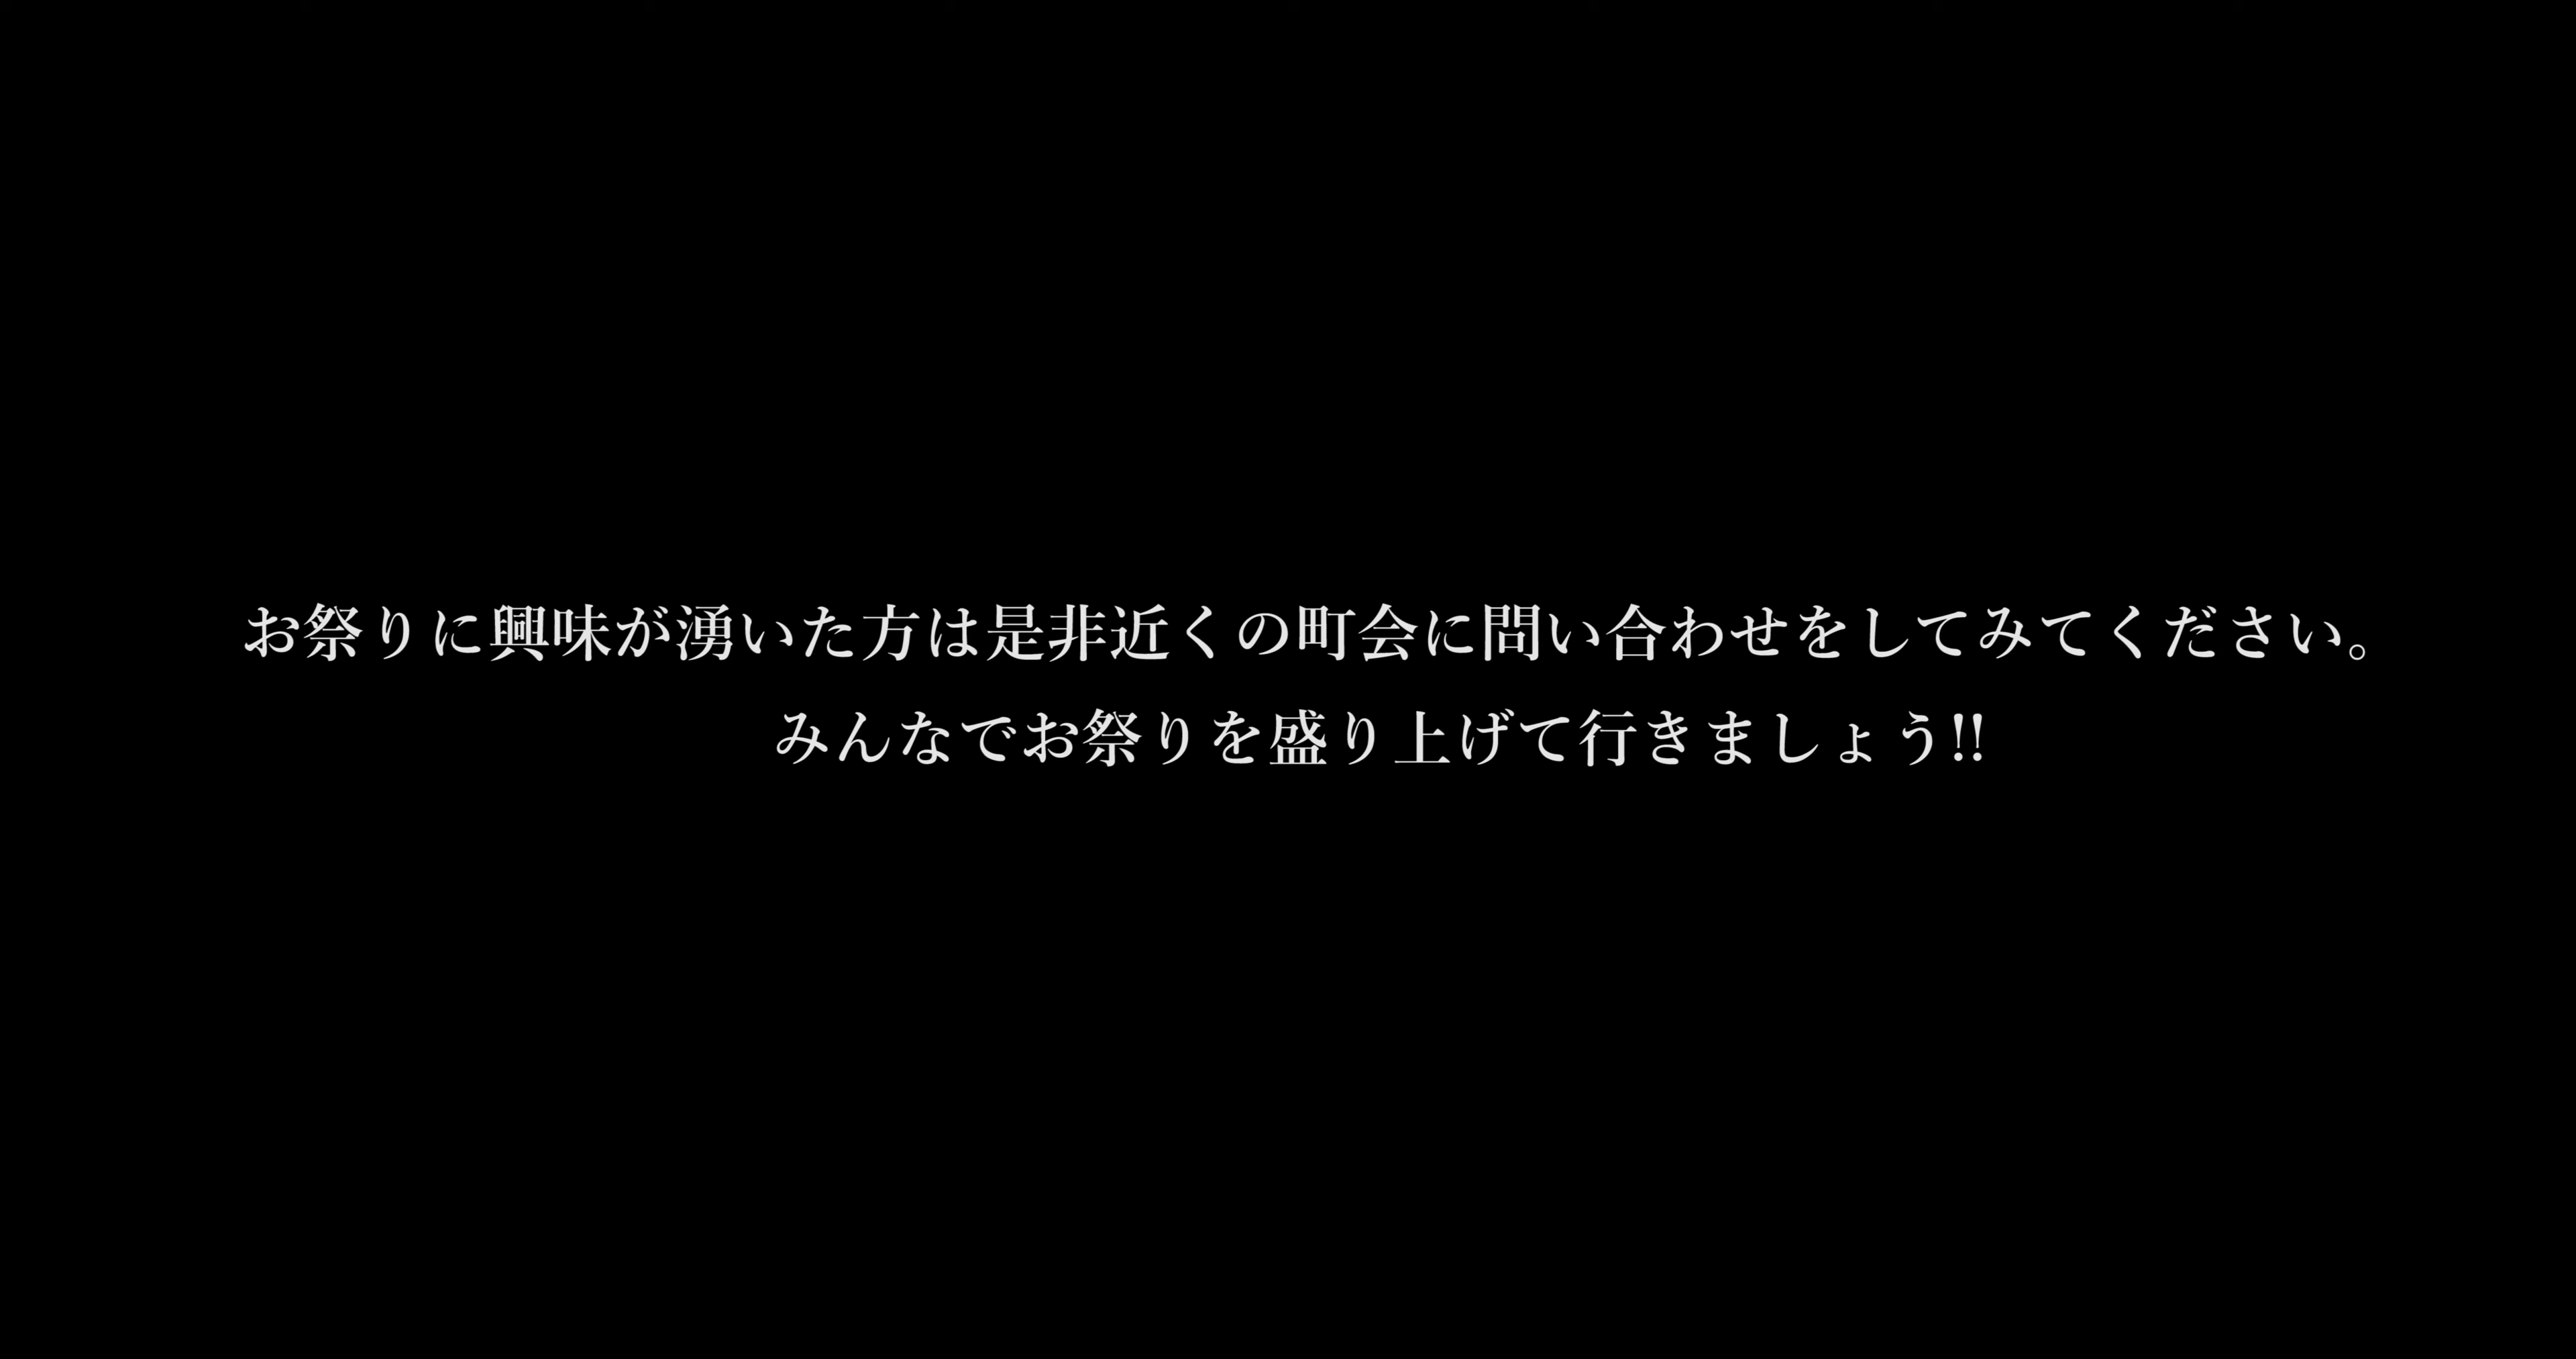 お祭りに興味が湧いた方は是非近くの町会に問い合わせをしてみてください。
みんなでお祭りを盛り上げて行きましょう!!